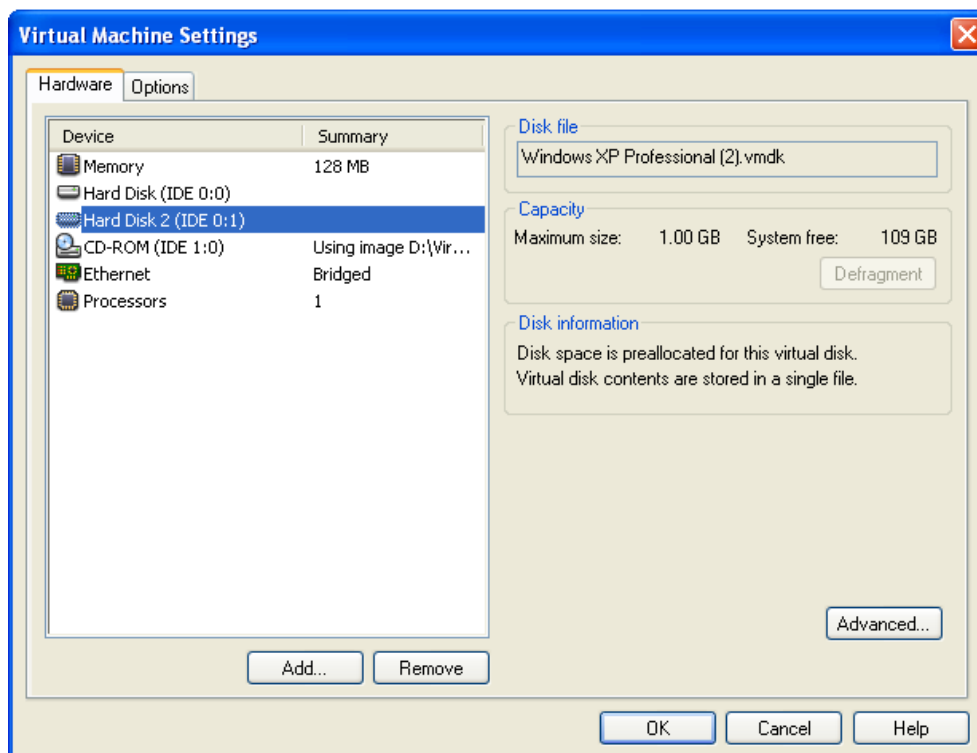 Virtual Machine Settings
Hardware Options
Device Summary
Memory 128 MB
Hard Disk (IDE 0:0)
Hard Disk 2 (IDE 0:1)
CD-ROM (IDE 1:0) Using image D:\Vir...
Ethernet Bridged
Processors 1
Add... Remove
Disk file
Windows XP Professional (2).vmdk
Capacity
Maximum size: 1.00 GB System free: 109 GB
Defragment
Disk information
Disk space is preallocated for this virtual disk.
Virtual disk contents are stored in a single file.
Advanced...
OK Cancel Help